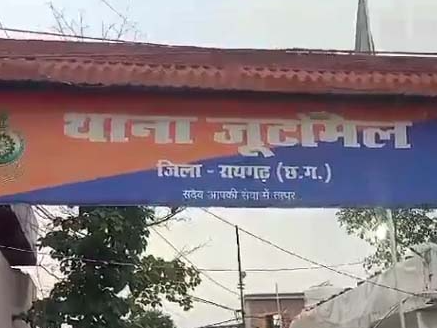 थाना जूटमिल
जिला - रायगढ़ (छ.ग.)
सदैव आपकी सेवा में तत्पर